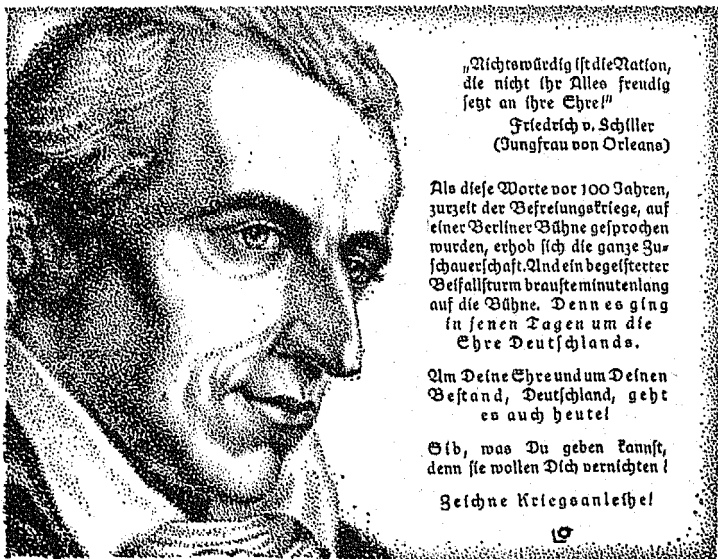 „Nichtswürdig ist die Nation,
die nicht ihr Alles freudig
setzt an ihre Ehre!"
Friedrich v. Schiller
(Jungfrau von Orleans)
Als diese Worte vor 100 Jahren,
zurzeit der Befreiungskriege, auf
einer Berliner Bühne gesprochen
wurden, erhob sich die ganze Zu-
schauerschaft. Und ein begeisterter
Beifallsturm brauste minutenlang
auf die Bühne. Denn es ging
in jenen Tagen um die
Ehre Deutschlands.
Um Deine Ehre und um Deinen
Bestand, Deutschland, geht
es auch heute!
Gib, was Du geben kannst,
denn sie wollen Dich vernichten!
Zeichne Kriegsanleihe!